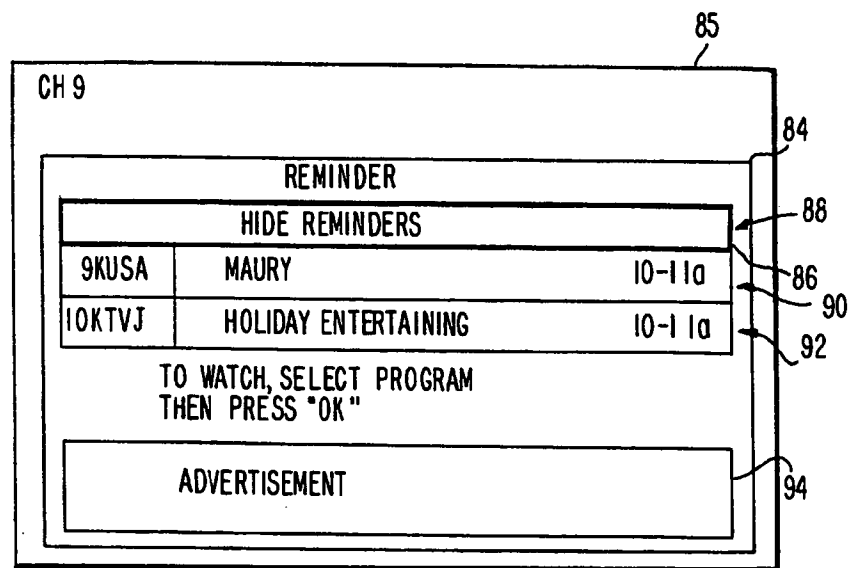 85
CH 9
84
REMINDER
HIDE REMINDERS
88
86
9KUSA MAURY 10-11a
90
10KTVJ HOLIDAY ENTERTAINING 10-11a
92
TO WATCH, SELECT PROGRAM
THEN PRESS "OK"
ADVERTISEMENT
94